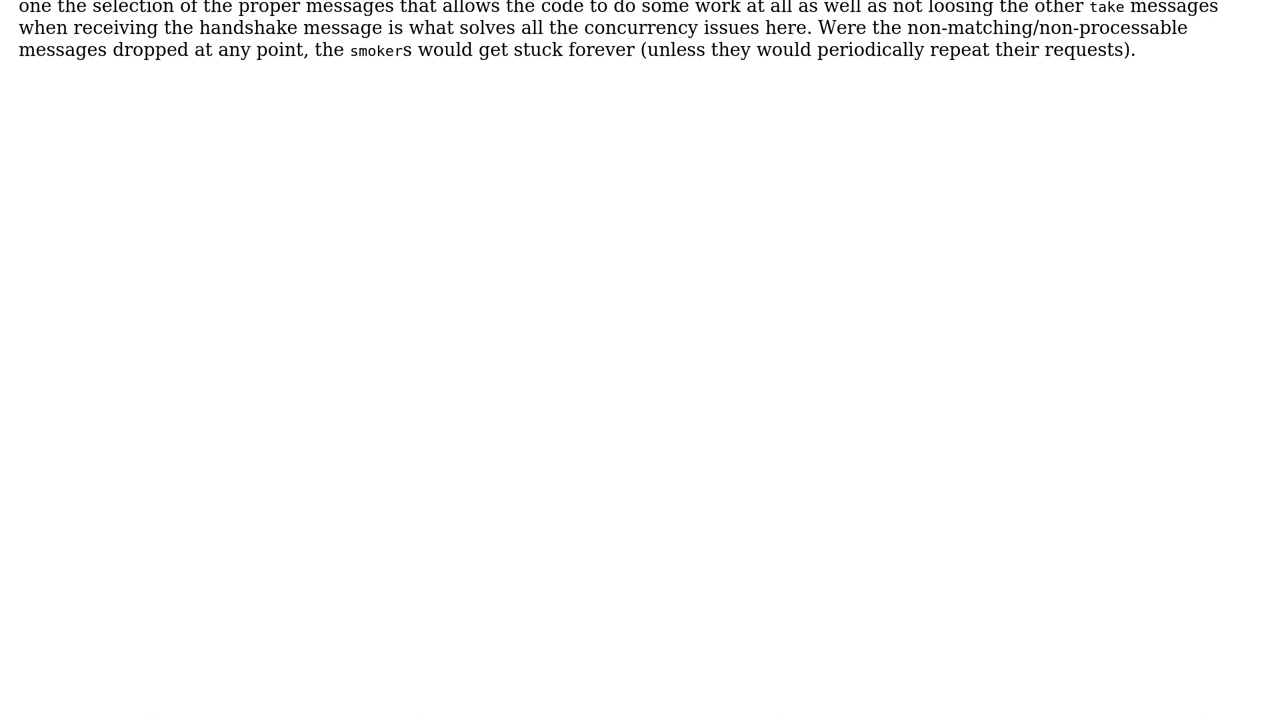 one the selection of the proper messages that allows the code to do some work at all as well as not loosing the other take messages
when receiving the handshake message is what solves all the concurrency issues here. Were the non-matching/non-processable
messages dropped at any point, the smokers would get stuck forever (unless they would periodically repeat their requests).